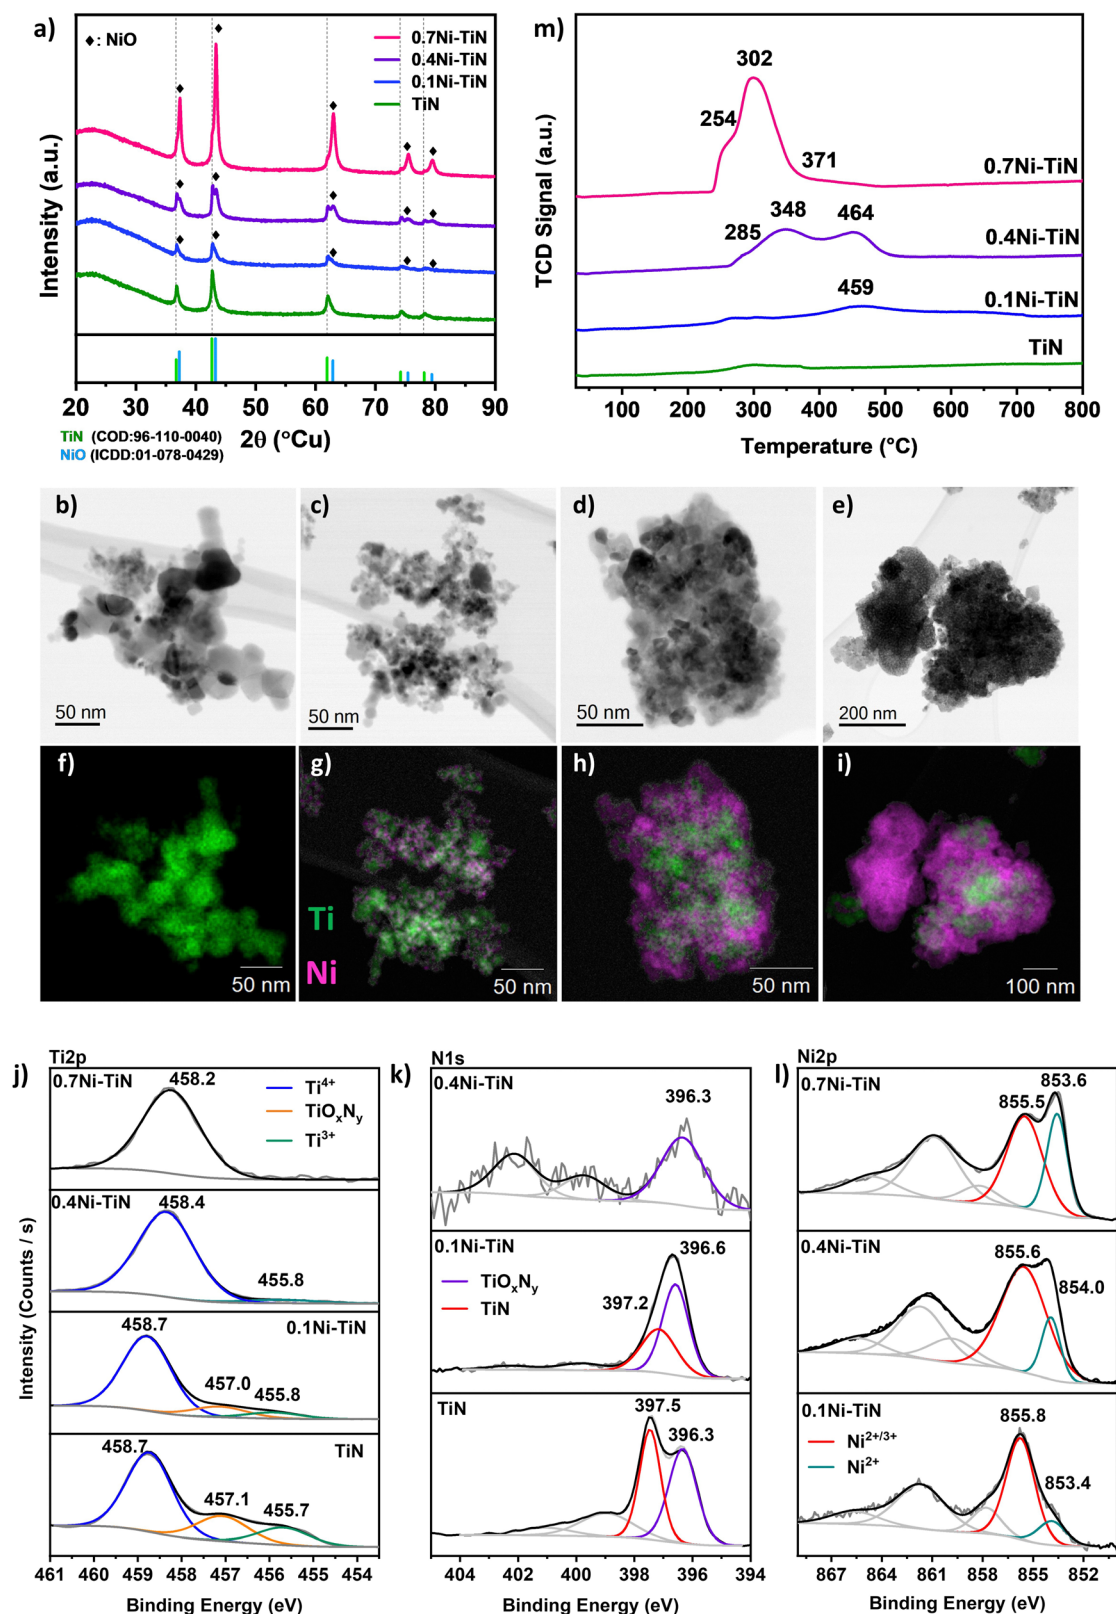 a)
◆: NiO
0.7Ni-TiN
0.4Ni-TiN
0.1Ni-TiN
TiN
Intensity (a.u.)
20 30 40 50 60 70 80 90
2θ (°Cu)
TiN (COD:96-110-0040)
NiO (ICDD:01-078-0429)
m)
302
254
371
0.7Ni-TiN
348
464
285
0.4Ni-TiN
459
0.1Ni-TiN
TiN
TCD Signal (a.u.)
100 200 300 400 500 600 700 800
Temperature (°C)
b)
50 nm
c)
50 nm
d)
50 nm
e)
200 nm
f)
50 nm
g)
Ti
Ni
50 nm
h)
50 nm
i)
100 nm
j)
Ti2p
0.7Ni-TiN
458.2
Ti4+
TiOxNy
Ti3+
0.4Ni-TiN
458.4
455.8
0.1Ni-TiN
458.7
457.0
455.8
TiN
458.7
457.1
455.7
Intensity (Counts / s)
461 460 459 458 457 456 455 454
Binding Energy (eV)
k)
N1s
0.4Ni-TiN
396.3
0.1Ni-TiN
396.6
TiOxNy
TiN
397.2
TiN
397.5
396.3
404 402 400 398 396 394
Binding Energy (eV)
l)
Ni2p
0.7Ni-TiN
853.6
855.5
0.4Ni-TiN
855.6
854.0
0.1Ni-TiN
855.8
Ni2+/3+
Ni2+
853.4
867 864 861 858 855 852
Binding Energy (eV)